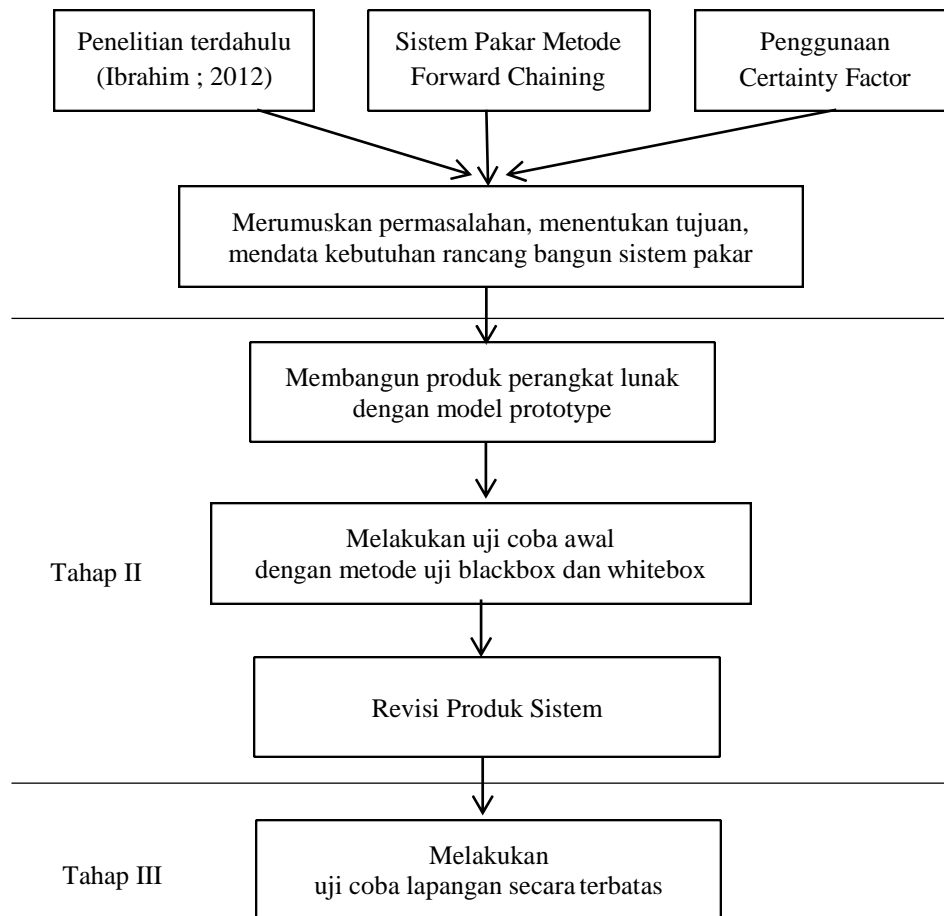 Penelitian terdahulu
(Ibrahim ; 2012)
Sistem Pakar Metode
Forward Chaining
Penggunaan
Certainty Factor
Merumuskan permasalahan, menentukan tujuan,
mendata kebutuhan rancang bangun sistem pakar
Membangun produk perangkat lunak
dengan model prototype
Melakukan uji coba awal
dengan metode uji blackbox dan whitebox
Tahap II
Revisi Produk Sistem
Melakukan
uji coba lapangan secara terbatas
Tahap III